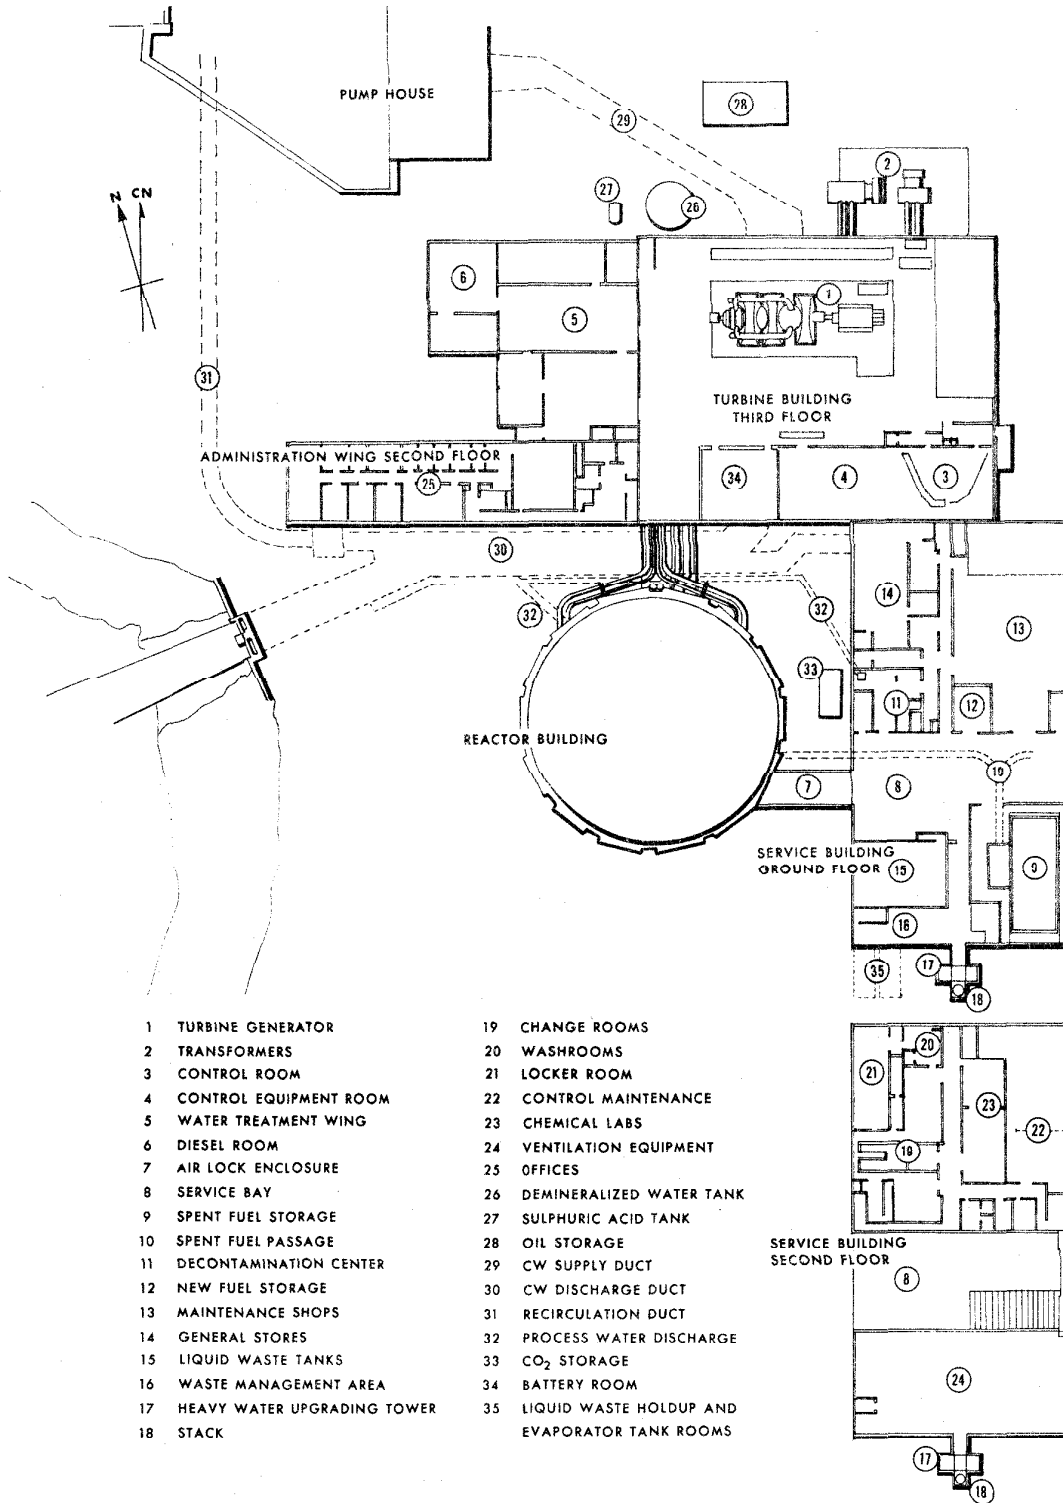 PUMP HOUSE
28
29
2
27
26
N CN
6
1
5
31
TURBINE BUILDING
THIRD FLOOR
ADMINISTRATION WING SECOND FLOOR
25
34
4
3
30
14
32
32
13
33
11
12
REACTOR BUILDING
10
7
8
SERVICE BUILDING
GROUND FLOOR
15
9
16
35
17
18
1 TURBINE GENERATOR
2 TRANSFORMERS
3 CONTROL ROOM
4 CONTROL EQUIPMENT ROOM
5 WATER TREATMENT WING
6 DIESEL ROOM
7 AIR LOCK ENCLOSURE
8 SERVICE BAY
9 SPENT FUEL STORAGE
10 SPENT FUEL PASSAGE
11 DECONTAMINATION CENTER
12 NEW FUEL STORAGE
13 MAINTENANCE SHOPS
14 GENERAL STORES
15 LIQUID WASTE TANKS
16 WASTE MANAGEMENT AREA
17 HEAVY WATER UPGRADING TOWER
18 STACK
19 CHANGE ROOMS
20 WASHROOMS
21 LOCKER ROOM
22 CONTROL MAINTENANCE
23 CHEMICAL LABS
24 VENTILATION EQUIPMENT
25 OFFICES
26 DEMINERALIZED WATER TANK
27 SULPHURIC ACID TANK
28 OIL STORAGE
29 CW SUPPLY DUCT
30 CW DISCHARGE DUCT
31 RECIRCULATION DUCT
32 PROCESS WATER DISCHARGE
33 CO₂ STORAGE
34 BATTERY ROOM
35 LIQUID WASTE HOLDUP AND
EVAPORATOR TANK ROOMS
20
21
23
22
19
SERVICE BUILDING
SECOND FLOOR
8
24
17
18